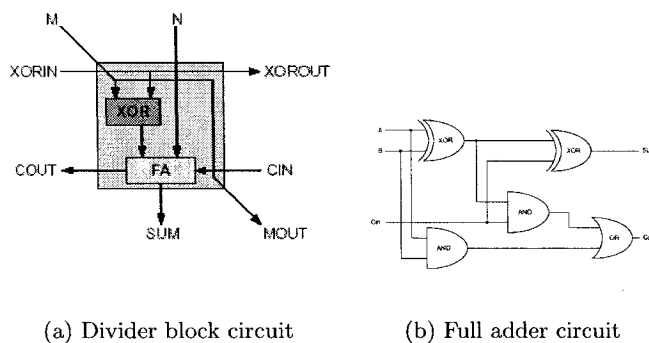 M N
XORIN XOROUT
XOR
COUT FA CIN
SUM MOUT
A
B
Cin
XOR
XOR
AND
AND
OR
(a) Divider block circuit (b) Full adder circuit